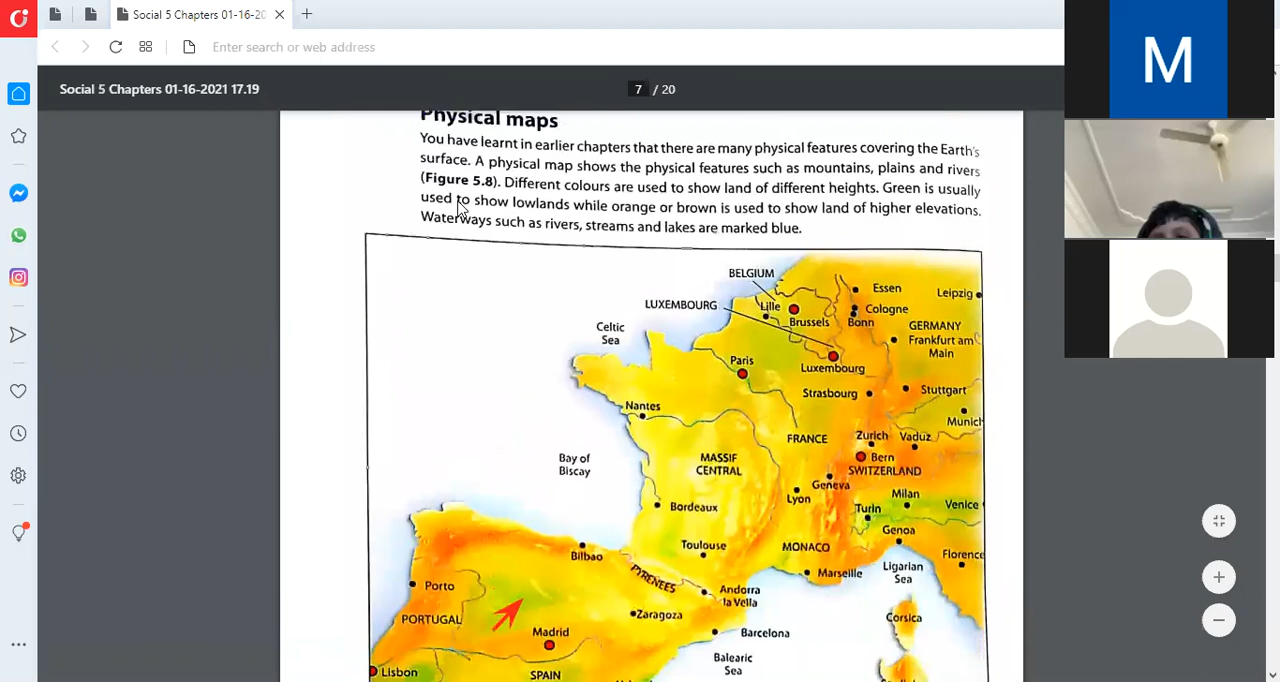 Social 5 Chapters 01-16-20
Enter search or web address
Social 5 Chapters 01-16-2021 17.19
7 / 20
M
Physical maps
You have learnt in earlier chapters that there are many physical features covering the Earth's
surface. A physical map shows the physical features such as mountains, plains and rivers
(Figure 5.8). Different colours are used to show land of different heights. Green is usually
used to show lowlands while orange or brown is used to show land of higher elevations.
Waterways such as rivers, streams and lakes are marked blue.
BELGIUM
Essen
Leipzig
LUXEMBOURG
Lille
Cologne
Celtic
Sea
Brussels
Bonn
GERMANY
Frankfurt am
Main
Paris
Luxembourg
Strasbourg
Stuttgart
Nantes
Munich
FRANCE
Zurich
Vaduz
Bay of
Biscay
MASSIF
CENTRAL
Bern
SWITZERLAND
Geneva
Lyon
Milan
Bordeaux
Turin
Venice
Genoa
Toulouse
MONACO
Florence
Bilbao
Marseille
Ligarian
Sea
PYRENEES
Porto
Andorra
la Vella
PORTUGAL
Zaragoza
Corsica
Madrid
Barcelona
Balearic
Sea
Lisbon
SPAIN